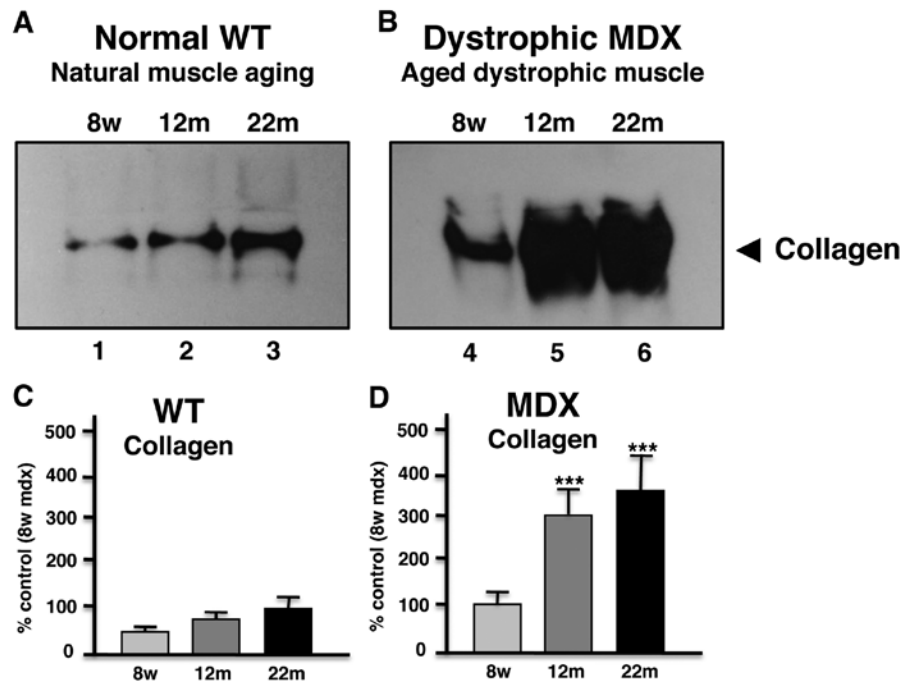 A
Normal WT
Natural muscle aging
8w 12m 22m
1 2 3
B
Dystrophic MDX
Aged dystrophic muscle
8w 12m 22m
Collagen
4 5 6
C
WT
Collagen
% control (8w mdx)
500
400
300
200
100
0
8w 12m 22m
D
MDX
Collagen
% control (8w mdx)
500
400
300
200
100
0
*** ***
8w 12m 22m